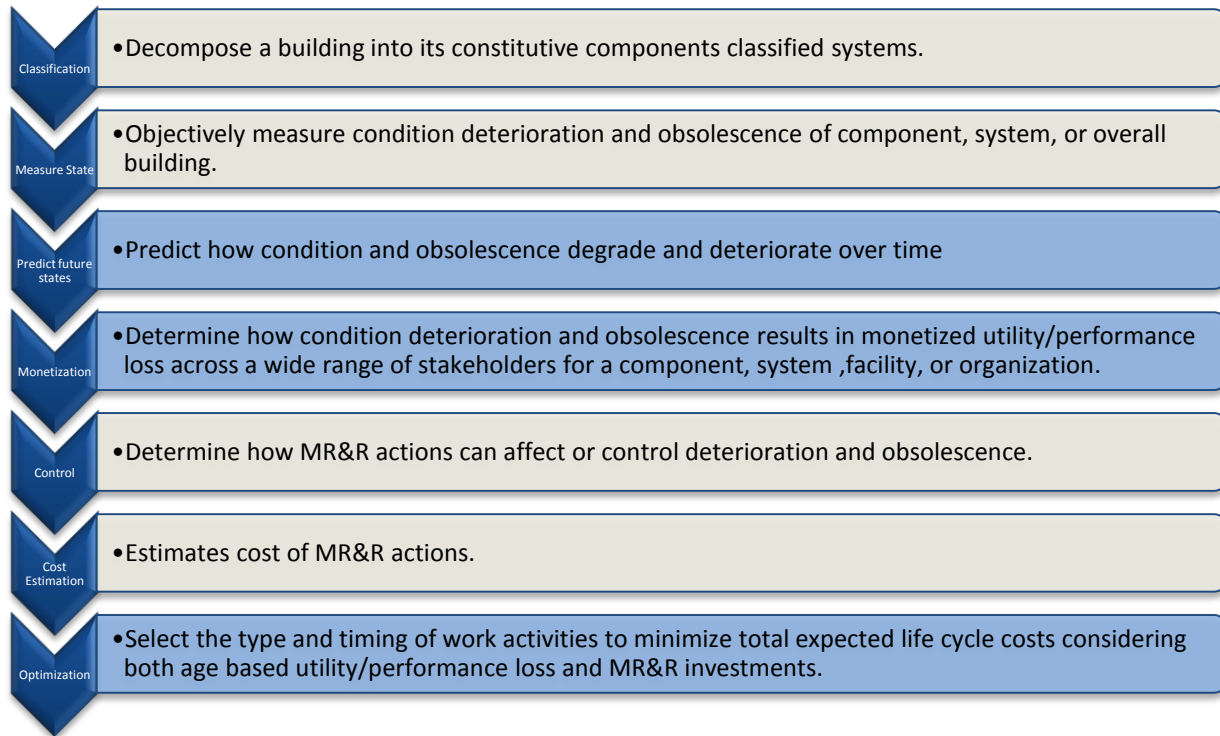 Classification
•Decompose a building into its constitutive components classified systems.
Measure State
•Objectively measure condition deterioration and obsolescence of component, system, or overall
building.
Predict future
states
•Predict how condition and obsolescence degrade and deteriorate over time
Monetization
•Determine how condition deterioration and obsolescence results in monetized utility/performance
loss across a wide range of stakeholders for a component, system ,facility, or organization.
Control
•Determine how MR&R actions can affect or control deterioration and obsolescence.
Cost
Estimation
•Estimates cost of MR&R actions.
Optimization
•Select the type and timing of work activities to minimize total expected life cycle costs considering
both age based utility/performance loss and MR&R investments.